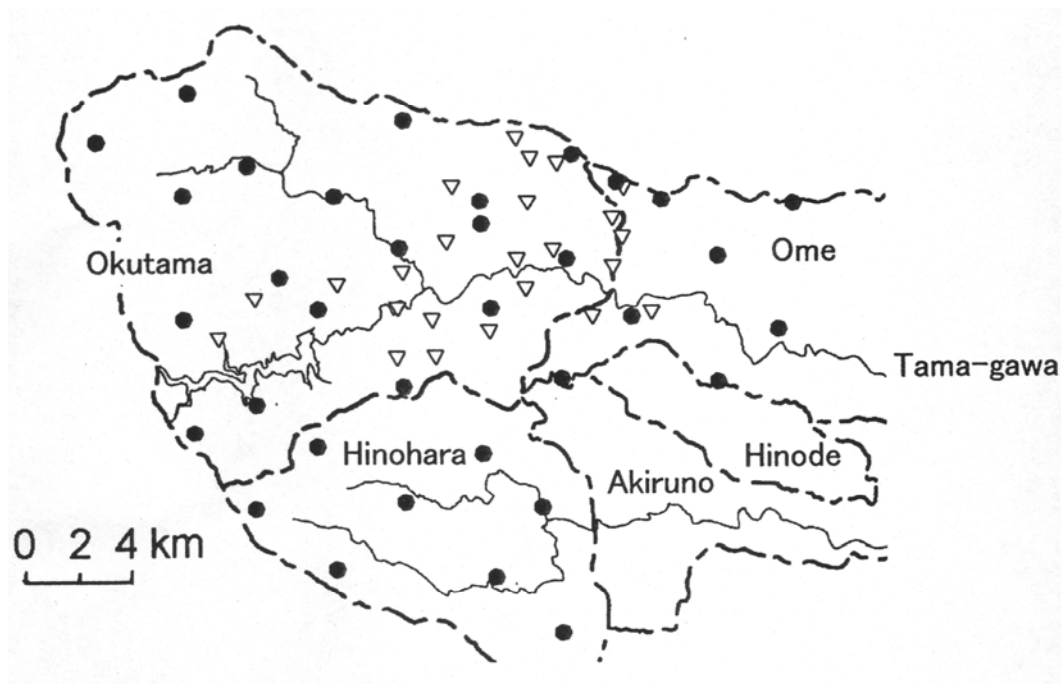 Okutama
Ome
Tama-gawa
Hinohara
Hinode
Akiruno
0 2 4 km